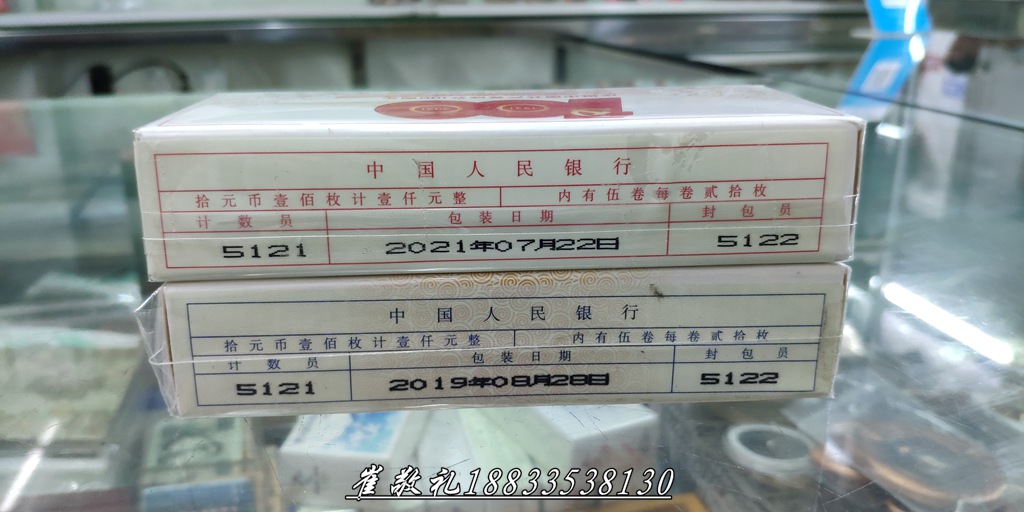 中国人民银行
拾元币壹佰枚计壹仟元整 内有伍卷每卷贰拾枚
计数员 包装日期 封包员
5121 2021年07月22日 5122
中国人民银行
拾元币壹佰枚计壹仟元整 内有伍卷每卷贰拾枚
计数员 包装日期 封包员
5121 2019年08月28日 5122
崔敬礼18833538130